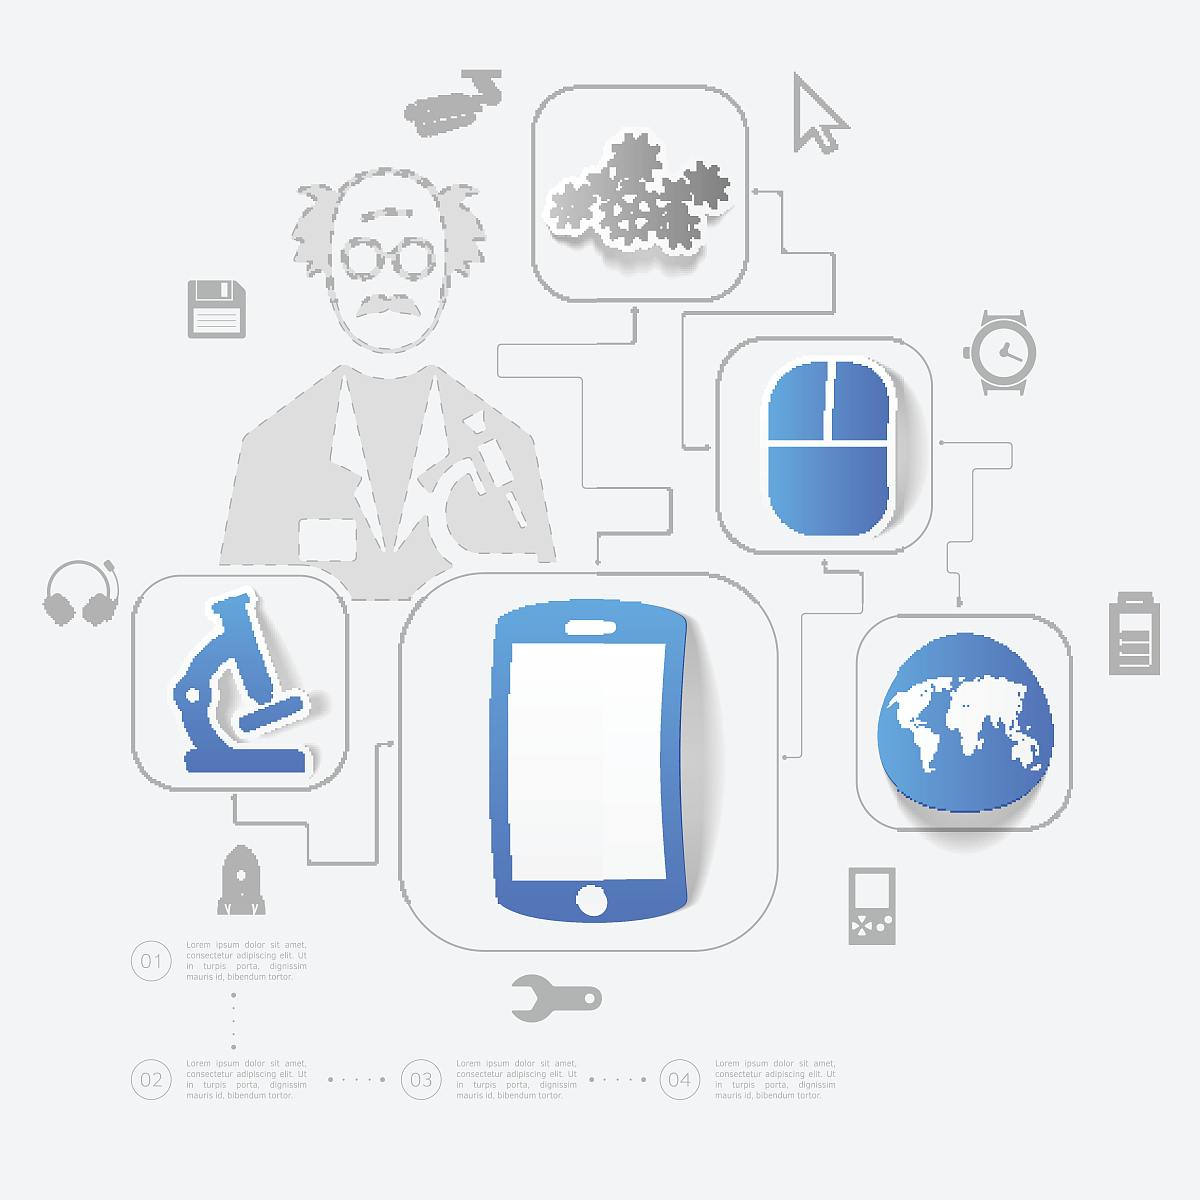 01
Lorem ipsum dolor sit amet,
consectetur adipiscing elit. Ut
in turpis porta, dignissim
mauris id, bibendum tortor.
02
Lorem ipsum dolor sit amet,
consectetur adipiscing elit. Ut
in turpis porta, dignissim
mauris id, bibendum tortor.
03
Lorem ipsum dolor sit amet,
consectetur adipiscing elit. Ut
in turpis porta, dignissim
mauris id, bibendum tortor.
04
Lorem ipsum dolor sit amet,
consectetur adipiscing elit. Ut
in turpis porta, dignissim
mauris id, bibendum tortor.